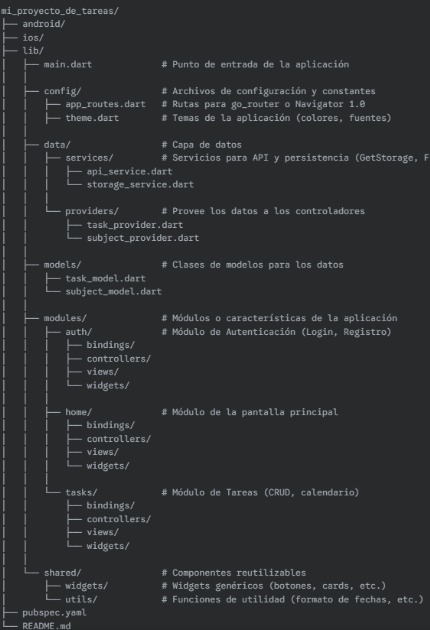 mi_proyecto_de_tareas/
├── android/
├── ios/
├── lib/
│   ├── main.dart            # Punto de entrada de la aplicación
│   │
│   ├── config/              # Archivos de configuración y constantes
│   │   ├── app_routes.dart  # Rutas para go_router o Navigator 1.0
│   │   └── theme.dart       # Temas de la aplicación (colores, fuentes)
│   │
│   ├── data/                # Capa de datos
│   │   ├── services/        # Servicios para API y persistencia (GetStorage, F
│   │   │   ├── api_service.dart
│   │   │   └── storage_service.dart
│   │   │
│   │   └── providers/       # Provee los datos a los controladores
│   │       ├── task_provider.dart
│   │       └── subject_provider.dart
│   │
│   ├── models/              # Clases de modelos para los datos
│   │   ├── task_model.dart
│   │   └── subject_model.dart
│   │
│   ├── modules/             # Módulos o características de la aplicación
│   │   ├── auth/            # Módulo de Autenticación (Login, Registro)
│   │   │   ├── bindings/
│   │   │   ├── controllers/
│   │   │   ├── views/
│   │   │   └── widgets/
│   │   │
│   │   ├── home/            # Módulo de la pantalla principal
│   │   │   ├── bindings/
│   │   │   ├── controllers/
│   │   │   ├── views/
│   │   │   └── widgets/
│   │   │
│   │   └── tasks/           # Módulo de Tareas (CRUD, calendario)
│   │       ├── bindings/
│   │       ├── controllers/
│   │       ├── views/
│   │       └── widgets/
│   │
│   └── shared/              # Componentes reutilizables
│       ├── widgets/         # Widgets genéricos (botones, cards, etc.)
│       └── utils/           # Funciones de utilidad (formato de fechas, etc.)
├── pubspec.yaml
└── README.md